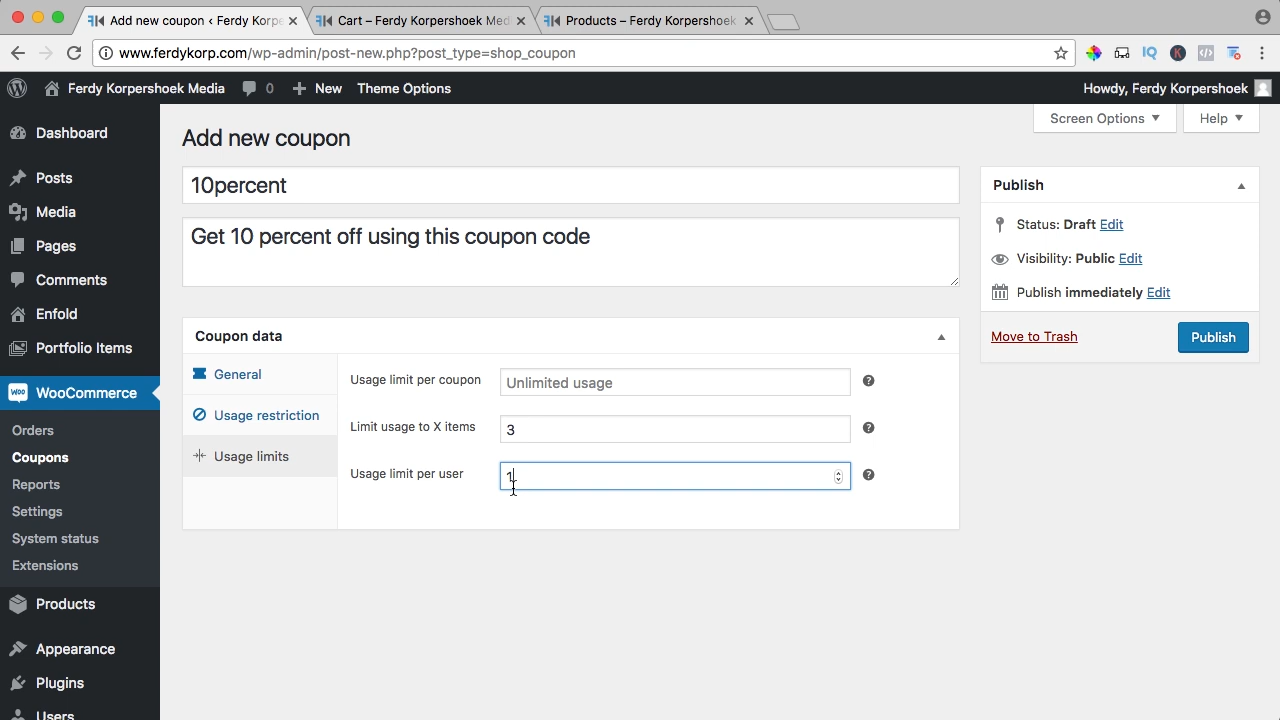 Add new coupon ‹ Ferdy Korpe
Cart – Ferdy Korpershoek Med
Products – Ferdy Korpershoek
www.ferdykorp.com/wp-admin/post-new.php?post_type=shop_coupon
Ferdy Korpershoek Media
0
New
Theme Options
Howdy, Ferdy Korpershoek
Screen Options
Help
Dashboard
Posts
Media
Pages
Comments
Enfold
Portfolio Items
WooCommerce
Orders
Coupons
Reports
Settings
System status
Extensions
Products
Appearance
Plugins
Users
Add new coupon
10percent
Get 10 percent off using this coupon code
Coupon data
General
Usage restriction
Usage limits
Usage limit per coupon
Unlimited usage
Limit usage to X items
3
Usage limit per user
1
Publish
Status: Draft Edit
Visibility: Public Edit
Publish immediately Edit
Move to Trash
Publish